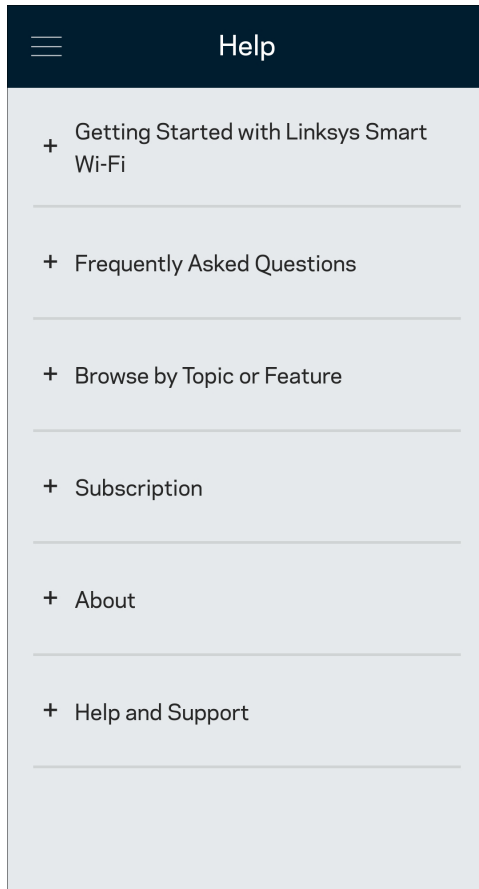 Help
Getting Started with Linksys Smart
Wi-Fi
Frequently Asked Questions
Browse by Topic or Feature
Subscription
About
Help and Support